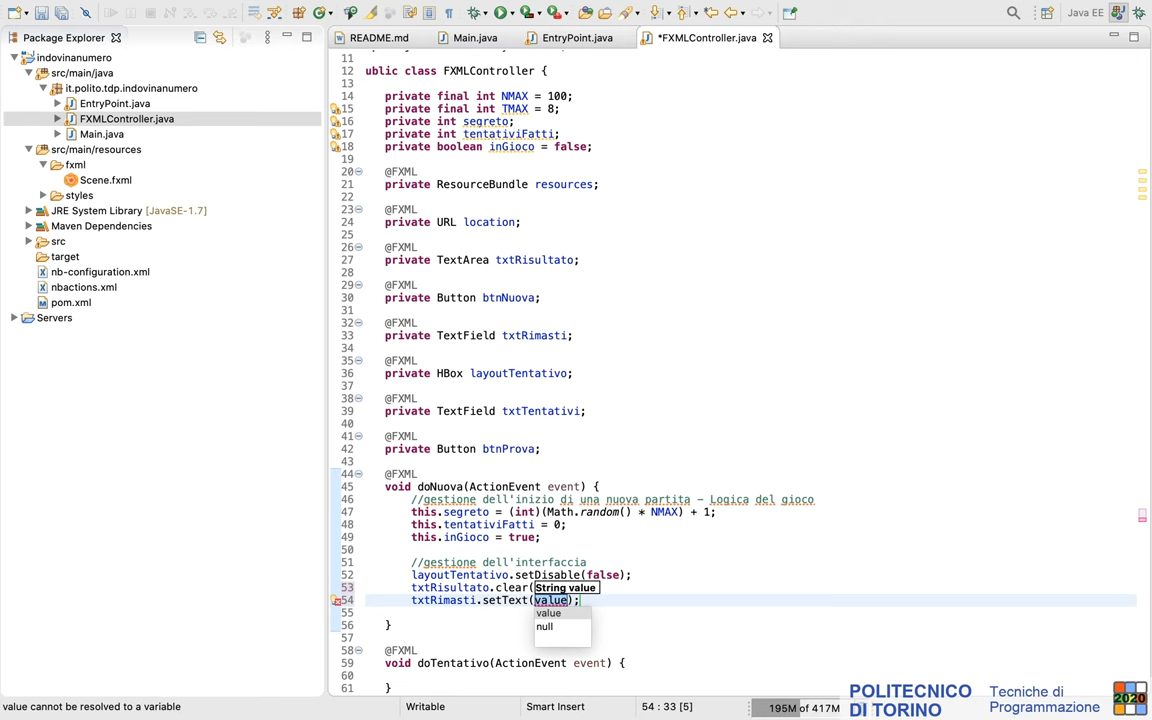 Java EE
Package Explorer
README.md
Main.java
EntryPoint.java
*FXMLController.java
indovinanumero
src/main/java
it.polito.tdp.indovinanumero
EntryPoint.java
FXMLController.java
Main.java
src/main/resources
fxml
Scene.fxml
styles
JRE System Library [JavaSE-1.7]
Maven Dependencies
src
target
nb-configuration.xml
nbactions.xml
pom.xml
Servers
11
12 ublic class FXMLController {
13
14 private final int NMAX = 100;
15 private final int TMAX = 8;
16 private int segreto;
17 private int tentativiFatti;
18 private boolean inGioco = false;
19
20 @FXML
21 private ResourceBundle resources;
22
23 @FXML
24 private URL location;
25
26 @FXML
27 private TextArea txtRisultato;
28
29 @FXML
30 private Button btnNuova;
31
32 @FXML
33 private TextField txtRimasti;
34
35 @FXML
36 private HBox layoutTentativo;
37
38 @FXML
39 private TextField txtTentativi;
40
41 @FXML
42 private Button btnProva;
43
44 @FXML
45 void doNuova(ActionEvent event) {
46 //gestione dell'inizio di una nuova partita - Logica del gioco
47 this.segreto = (int)(Math.random() * NMAX) + 1;
48 this.tentativiFatti = 0;
49 this.inGioco = true;
50
51 //gestione dell'interfaccia
52 layoutTentativo.setDisable(false);
53 txtRisultato.clear( String value
54 txtRimasti.setText(value);
55 value
null
56 }
57
58 @FXML
59 void doTentativo(ActionEvent event) {
60
61 }
value cannot be resolved to a variable
Writable
Smart Insert
54 : 33 [5]
195M of 417M
POLITECNICO
DI TORINO
Tecniche di
Programmazione
2020